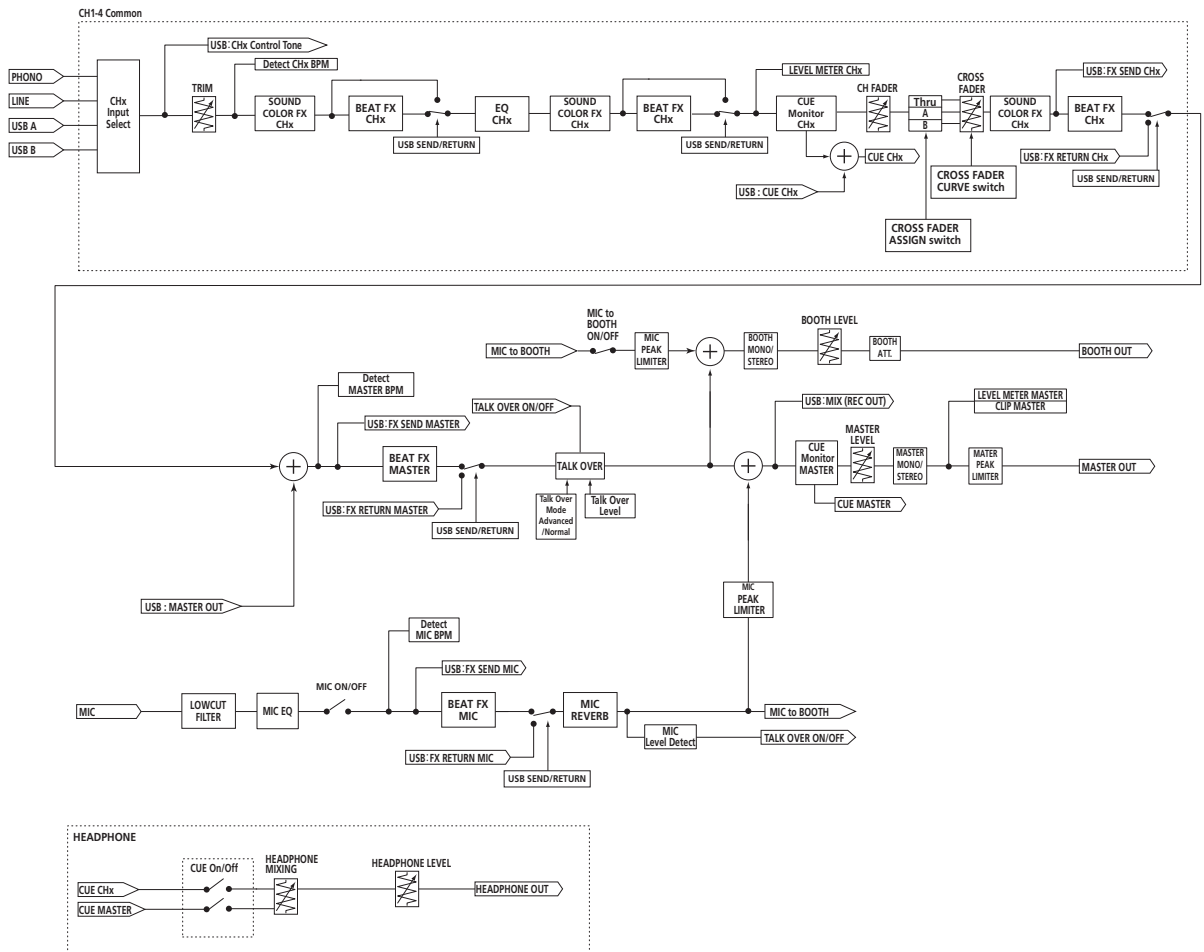 CH1-4 Common
USB:CHx Control Tone
Detect CHx BPM
PHONO
LINE
USB A
USB B
CHx
Input
Select
TRIM
SOUND
COLOR FX
CHx
BEAT FX
CHx
USB SEND/RETURN
EQ
CHx
SOUND
COLOR FX
CHx
BEAT FX
CHx
USB SEND/RETURN
LEVEL METER CHx
CUE
Monitor
CHx
CUE CHx
USB : CUE CHx
CH FADER
Thru
A
B
CROSS
FADER
CROSS FADER
CURVE switch
CROSS FADER
ASSIGN switch
SOUND
COLOR FX
CHx
USB:FX SEND CHx
BEAT FX
CHx
USB:FX RETURN CHx
USB SEND/RETURN
MIC to BOOTH
MIC to
BOOTH
ON/OFF
MIC
PEAK
LIMITER
BOOTH
MONO/
STEREO
BOOTH LEVEL
BOOTH
ATT.
BOOTH OUT
Detect
MASTER BPM
USB:FX SEND MASTER
BEAT FX
MASTER
USB:FX RETURN MASTER
USB SEND/RETURN
TALK OVER ON/OFF
TALK OVER
Talk Over
Mode
Advanced
/Normal
Talk Over
Level
USB:MIX (REC OUT)
CUE
Monitor
MASTER
CUE MASTER
MASTER
LEVEL
MASTER
MONO/
STEREO
LEVEL METER MASTER
CLIP MASTER
MATER
PEAK
LIMITER
MASTER OUT
USB : MASTER OUT
MIC
PEAK
LIMITER
Detect
MIC BPM
USB:FX SEND MIC
MIC
LOWCUT
FILTER
MIC EQ
MIC ON/OFF
BEAT FX
MIC
USB:FX RETURN MIC
USB SEND/RETURN
MIC
REVERB
MIC to BOOTH
MIC
Level Detect
TALK OVER ON/OFF
HEADPHONE
CUE CHx
CUE MASTER
CUE On/Off
HEADPHONE
MIXING
HEADPHONE LEVEL
HEADPHONE OUT